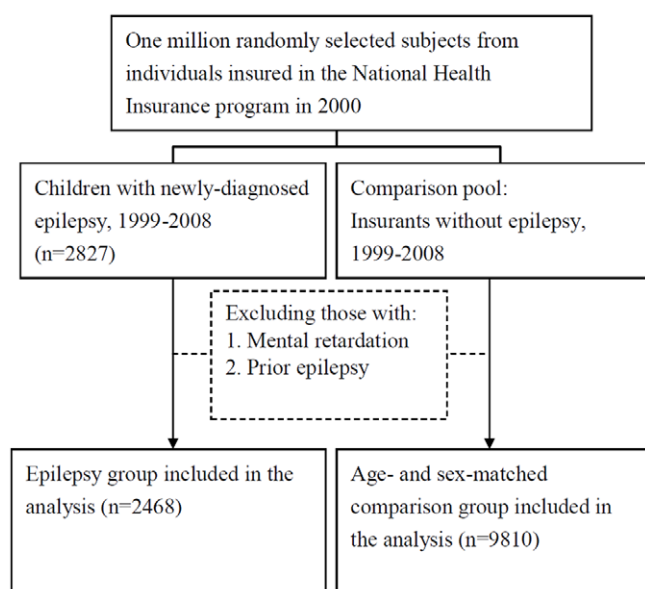 One million randomly selected subjects from
individuals insured in the National Health
Insurance program in 2000
Children with newly-diagnosed
epilepsy, 1999-2008
(n=2827)
Comparison pool:
Insurants without epilepsy,
1999-2008
Excluding those with:
1. Mental retardation
2. Prior epilepsy
Epilepsy group included in the
analysis (n=2468)
Age- and sex-matched
comparison group included in
the analysis (n=9810)